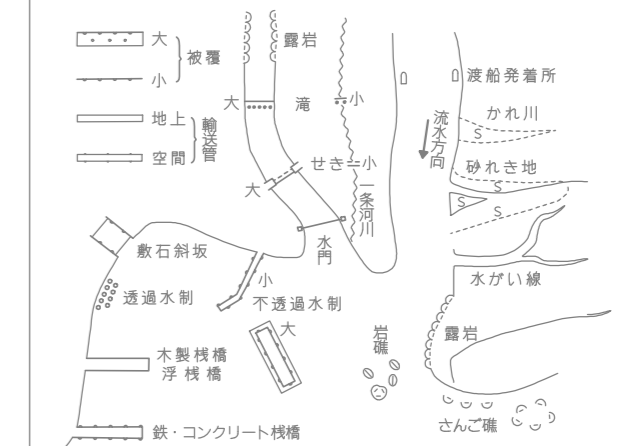 大
小
被覆
地上
空間
輸送管
露岩
大
滝
小
せき
小
大
一条河川
水門
渡船発着所
かれ川
S
流水方向
砂れき地
S
S
S
敷石斜坂
透過水制
小
不透過水制
大
水がい線
岩礁
露岩
木製桟橋
浮桟橋
さんご礁
鉄・コンクリート桟橋